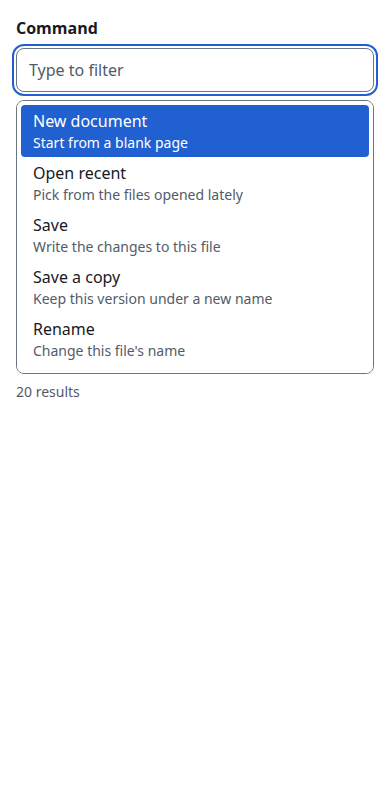 Command
Type to filter
New document
Start from a blank page
Open recent
Pick from the files opened lately
Save
Write the changes to this file
Save a copy
Keep this version under a new name
Rename
Change this file's name
20 results